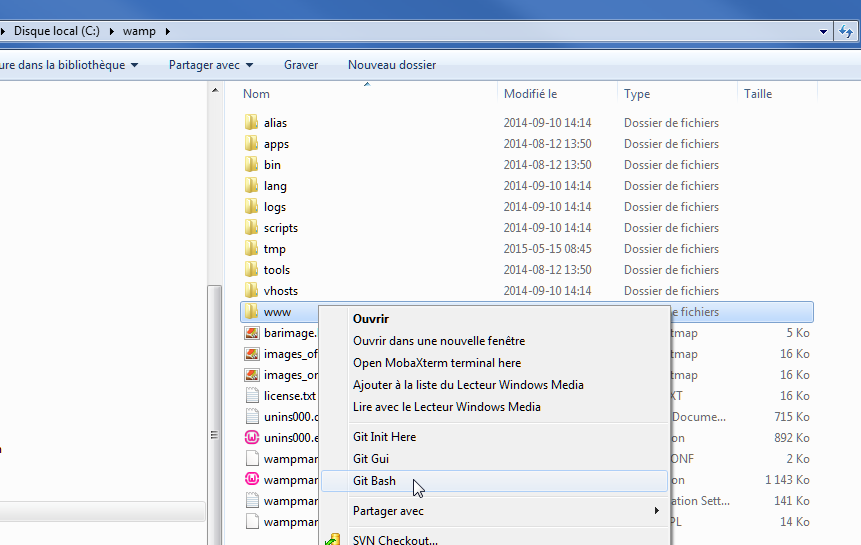 Disque local (C:) wamp
ure dans la bibliothèque Partager avec Graver Nouveau dossier
Nom Modifié le Type Taille
alias 2014-09-10 14:14 Dossier de fichiers
apps 2014-08-12 13:50 Dossier de fichiers
bin 2014-08-12 13:50 Dossier de fichiers
lang 2014-09-10 14:14 Dossier de fichiers
logs 2014-09-10 14:14 Dossier de fichiers
scripts 2014-09-10 14:14 Dossier de fichiers
tmp 2015-05-15 08:45 Dossier de fichiers
tools 2014-08-12 13:50 Dossier de fichiers
vhosts 2014-09-10 14:14 Dossier de fichiers
www e fichiers
Ouvrir
barimage. tmap 5 Ko
Ouvrir dans une nouvelle fenêtre
images_of tmap 16 Ko
Open MobaXterm terminal here
images_or tmap 16 Ko
Ajouter à la liste du Lecteur Windows Media
license.txt XT 16 Ko
Lire avec le Lecteur Windows Media
unins000.d Docume... 715 Ko
Git Init Here
unins000.e on 892 Ko
Git Gui
wampmar ONF 2 Ko
Git Bash
wampmar on 1 143 Ko
wampmar ation Sett... 141 Ko
Partager avec
wampmar PL 14 Ko
SVN Checkout...